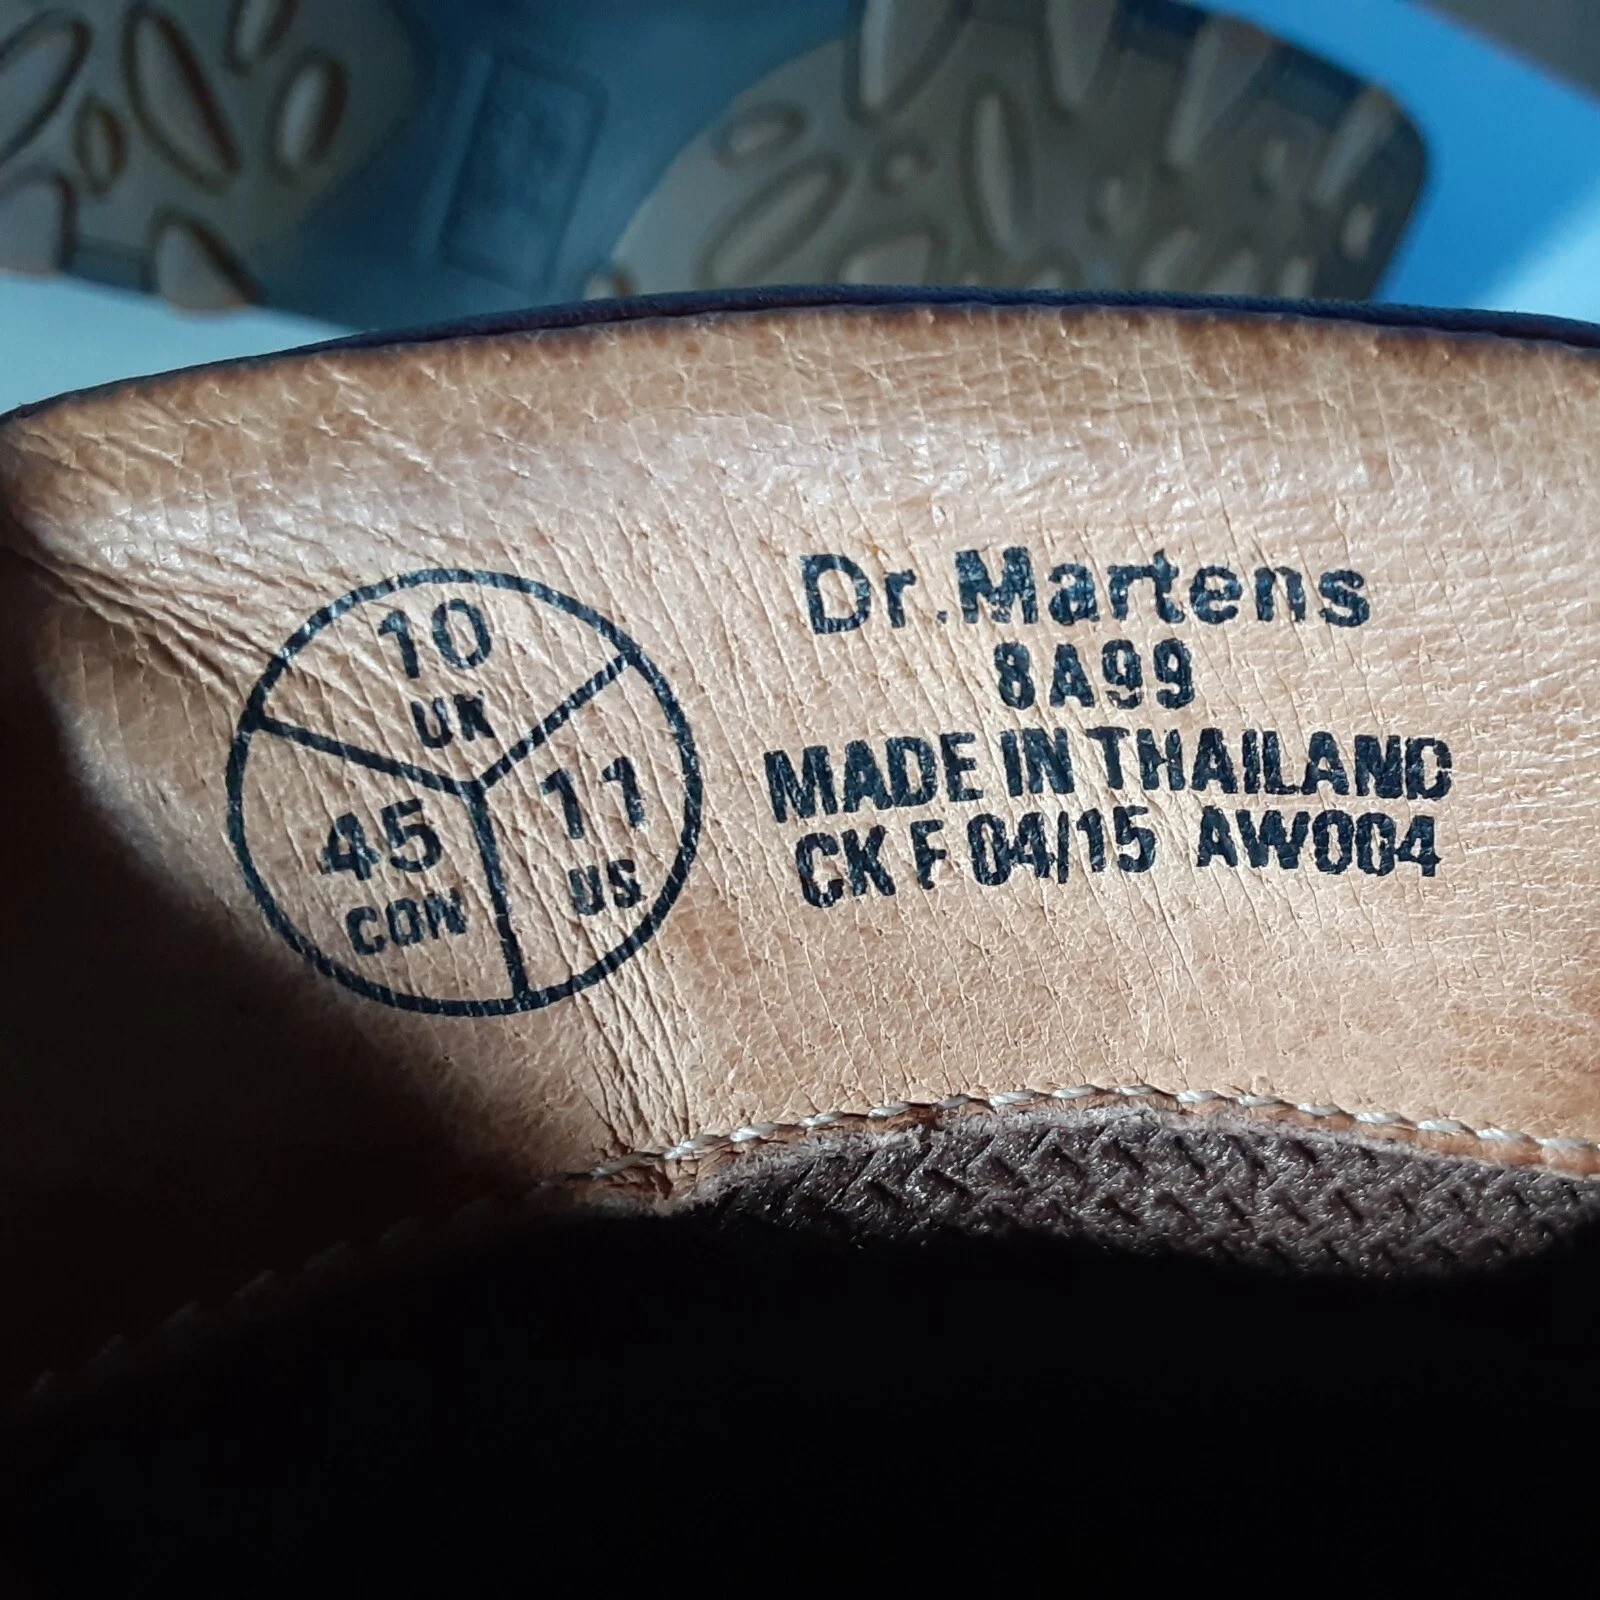 10
UK
45
CON
11
US
Dr.Martens
8A99
MADE IN THAILAND
CK F 04/15 AW004